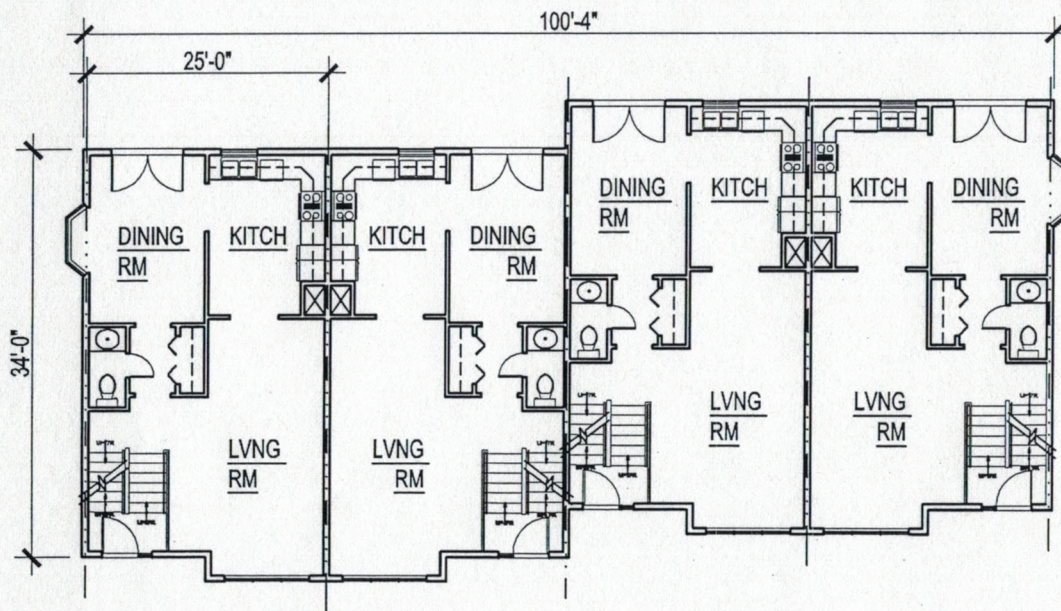 100'-4"
25'-0"
34'-0"
DINING
RM
KITCH
KITCH
DINING
RM
DINING
RM
KITCH
KITCH
DINING
RM
LVNG
RM
LVNG
RM
LVNG
RM
LVNG
RM